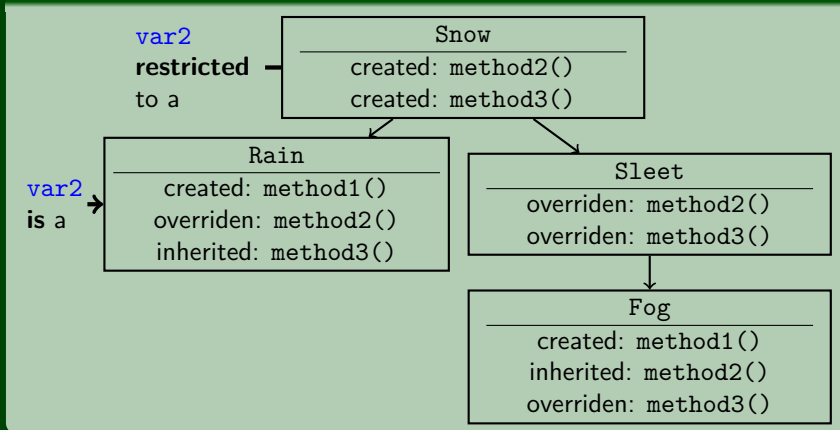 var2
restricted
to a
Snow
created: method2()
created: method3()
var2
is a
Rain
created: method1()
overriden: method2()
inherited: method3()
Sleet
overriden: method2()
overriden: method3()
Fog
created: method1()
inherited: method2()
overriden: method3()